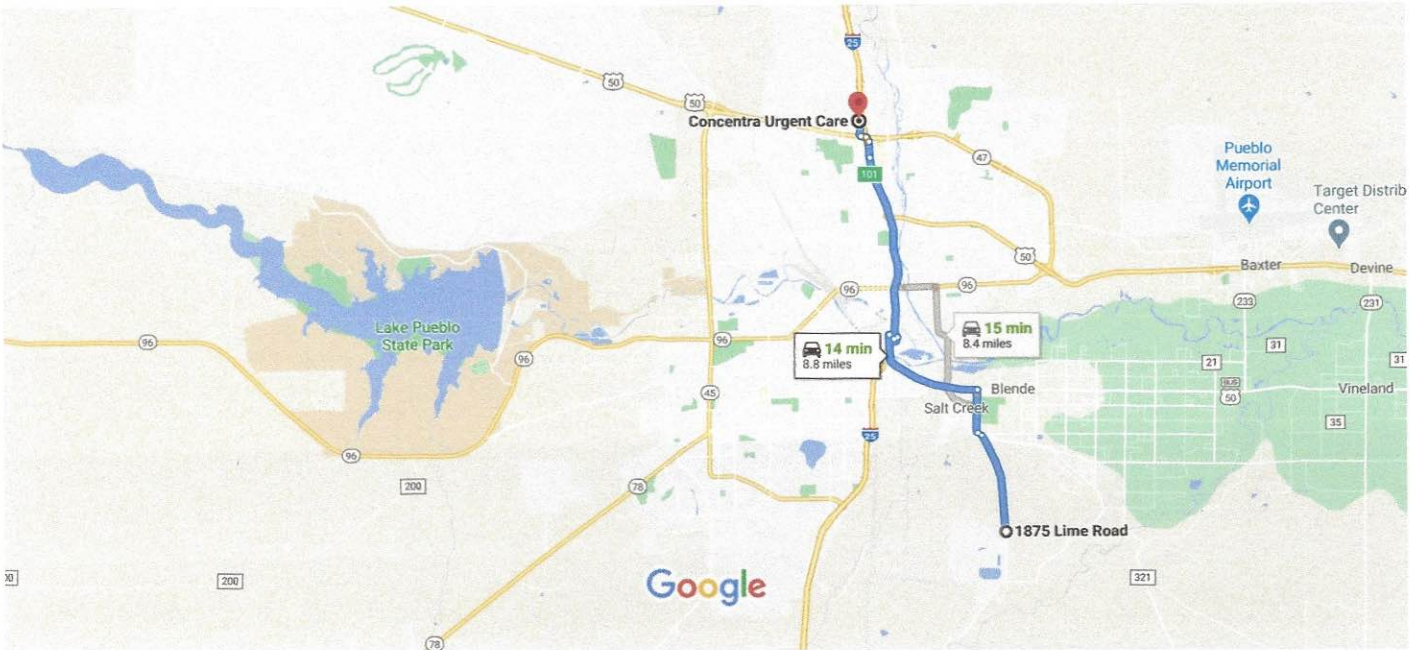 25
50
50
Concentra Urgent Care
47
101
Pueblo
Memorial
Airport
Target Distrib
Center
50
Baxter
Devine
96
96
233
231
Lake Pueblo
State Park
96
96
96
15 min
8.4 miles
14 min
8.8 miles
31
21
31
BUS
50
Vineland
Blende
Salt Creek
45
35
25
96
78
200
1875 Lime Road
200
Google
321
78